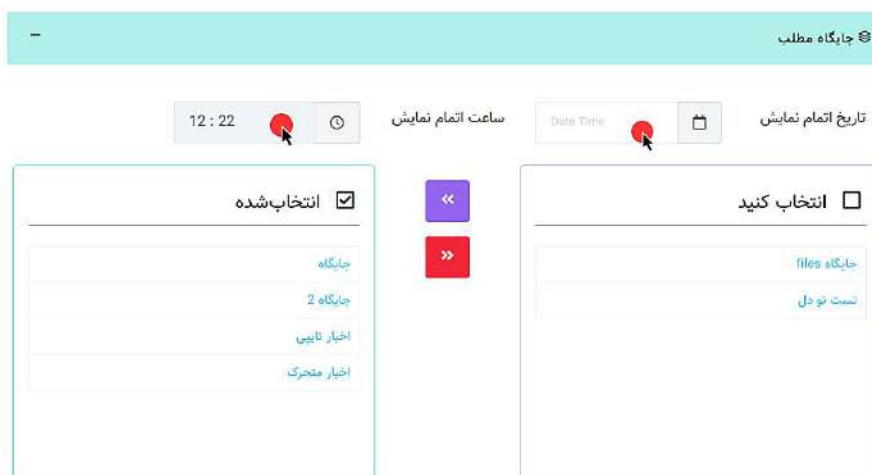 جایگاه مطلب
تاریخ اتمام نمایش
Date Time
ساعت اتمام نمایش
12 : 22
انتخاب کنید
جایگاه files
تست نو دل
انتخاب‌شده
جایگاه
جایگاه 2
اخبار تایپی
اخبار متحرک